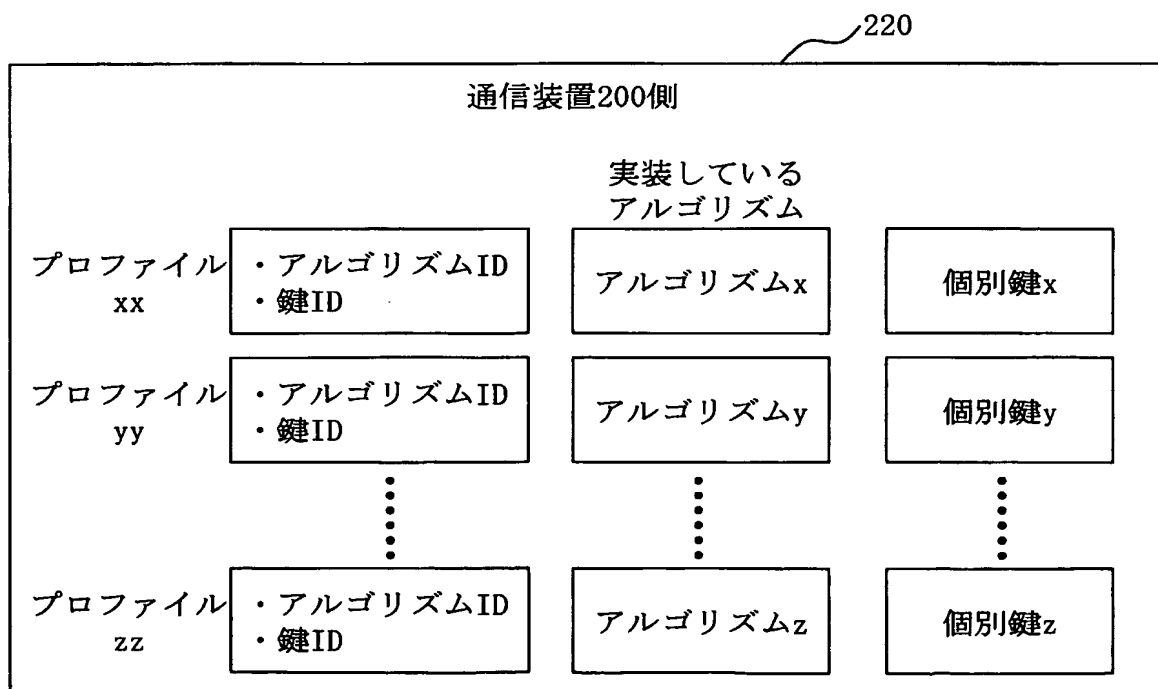 220
通信装置200側
実装している
アルゴリズム
プロファイル
xx
・アルゴリズムID
・鍵ID
アルゴリズムx
個別鍵x
プロファイル
yy
・アルゴリズムID
・鍵ID
アルゴリズムy
個別鍵y
プロファイル
zz
・アルゴリズムID
・鍵ID
アルゴリズムz
個別鍵z